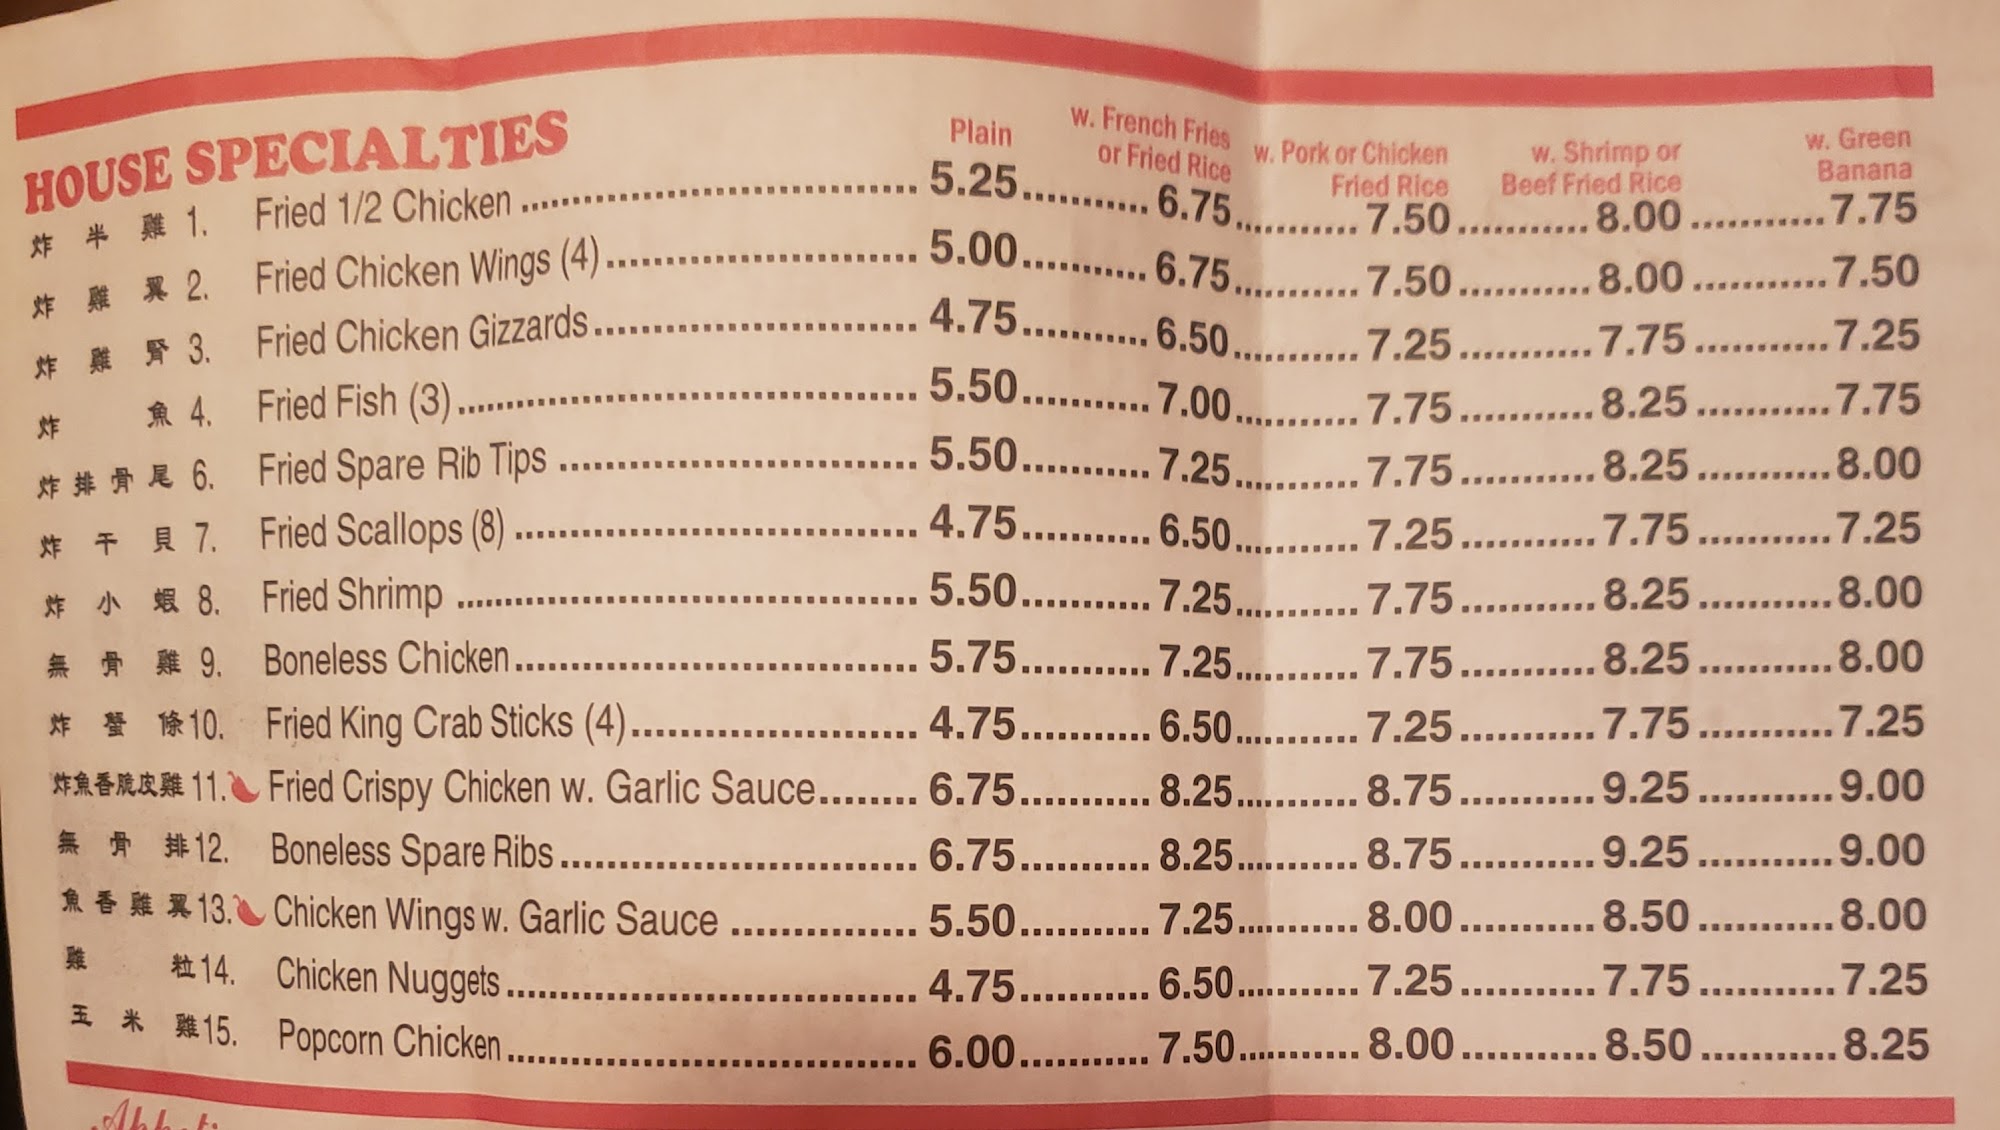 HOUSE SPECIALTIES Plain w. French Fries or Fried Rice w. Pork or Chicken Fried Rice w. Shrimp or Beef Fried Rice w. Green Banana
炸半雞 1. Fried 1/2 Chicken 5.25 6.75 7.50 8.00 7.75
炸雞翼 2. Fried Chicken Wings (4) 5.00 6.75 7.50 8.00 7.50
炸雞腎 3. Fried Chicken Gizzards 4.75 6.50 7.25 7.75 7.25
炸魚 4. Fried Fish (3) 5.50 7.00 7.75 8.25 7.75
炸排骨尾 6. Fried Spare Rib Tips 5.50 7.25 7.75 8.25 8.00
炸干貝 7. Fried Scallops (8) 4.75 6.50 7.25 7.75 7.25
炸小蝦 8. Fried Shrimp 5.50 7.25 7.75 8.25 8.00
無骨雞 9. Boneless Chicken 5.75 7.25 7.75 8.25 8.00
炸蟹條 10. Fried King Crab Sticks (4) 4.75 6.50 7.25 7.75 7.25
炸魚香脆皮雞 11. Fried Crispy Chicken w. Garlic Sauce 6.75 8.25 8.75 9.25 9.00
無骨排 12. Boneless Spare Ribs 6.75 8.25 8.75 9.25 9.00
魚香雞翼 13. Chicken Wings w. Garlic Sauce 5.50 7.25 8.00 8.50 8.00
雞粒 14. Chicken Nuggets 4.75 6.50 7.25 7.75 7.25
玉米雞 15. Popcorn Chicken 6.00 7.50 8.00 8.50 8.25